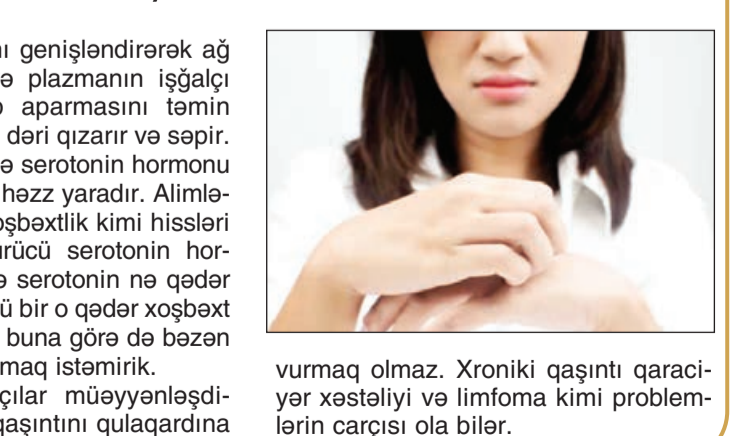 genişləndirərək ağ
plazmanın işğalçı
aparmasını təmin
dəri qızarır və səpir.
serotonin hormonu
həzz yaradır. Alimlə-
kimi hissləri
serotonin hor-
serotonin nə qədər
bir o qədər xoşbəxt
buna görə də bəzən
istəmirik.
müəyyənləşdi-
qaşıntını qulaqardına
vurmaq olmaz. Xroniki qaşıntı qaraci-
yər xəstəliyi və limfoma kimi problem-
lərin carçısı ola bilər.